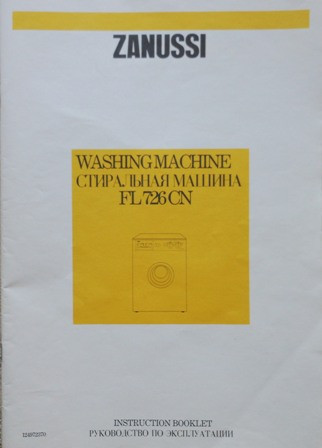 ZANUSSI
WASHING MACHINE
СТИРАЛЬНАЯ МАШИНА
FL 726 CN
INSTRUCTION BOOKLET
РУКОВОДСТВО ПО ЭКСПЛУАТАЦИИ